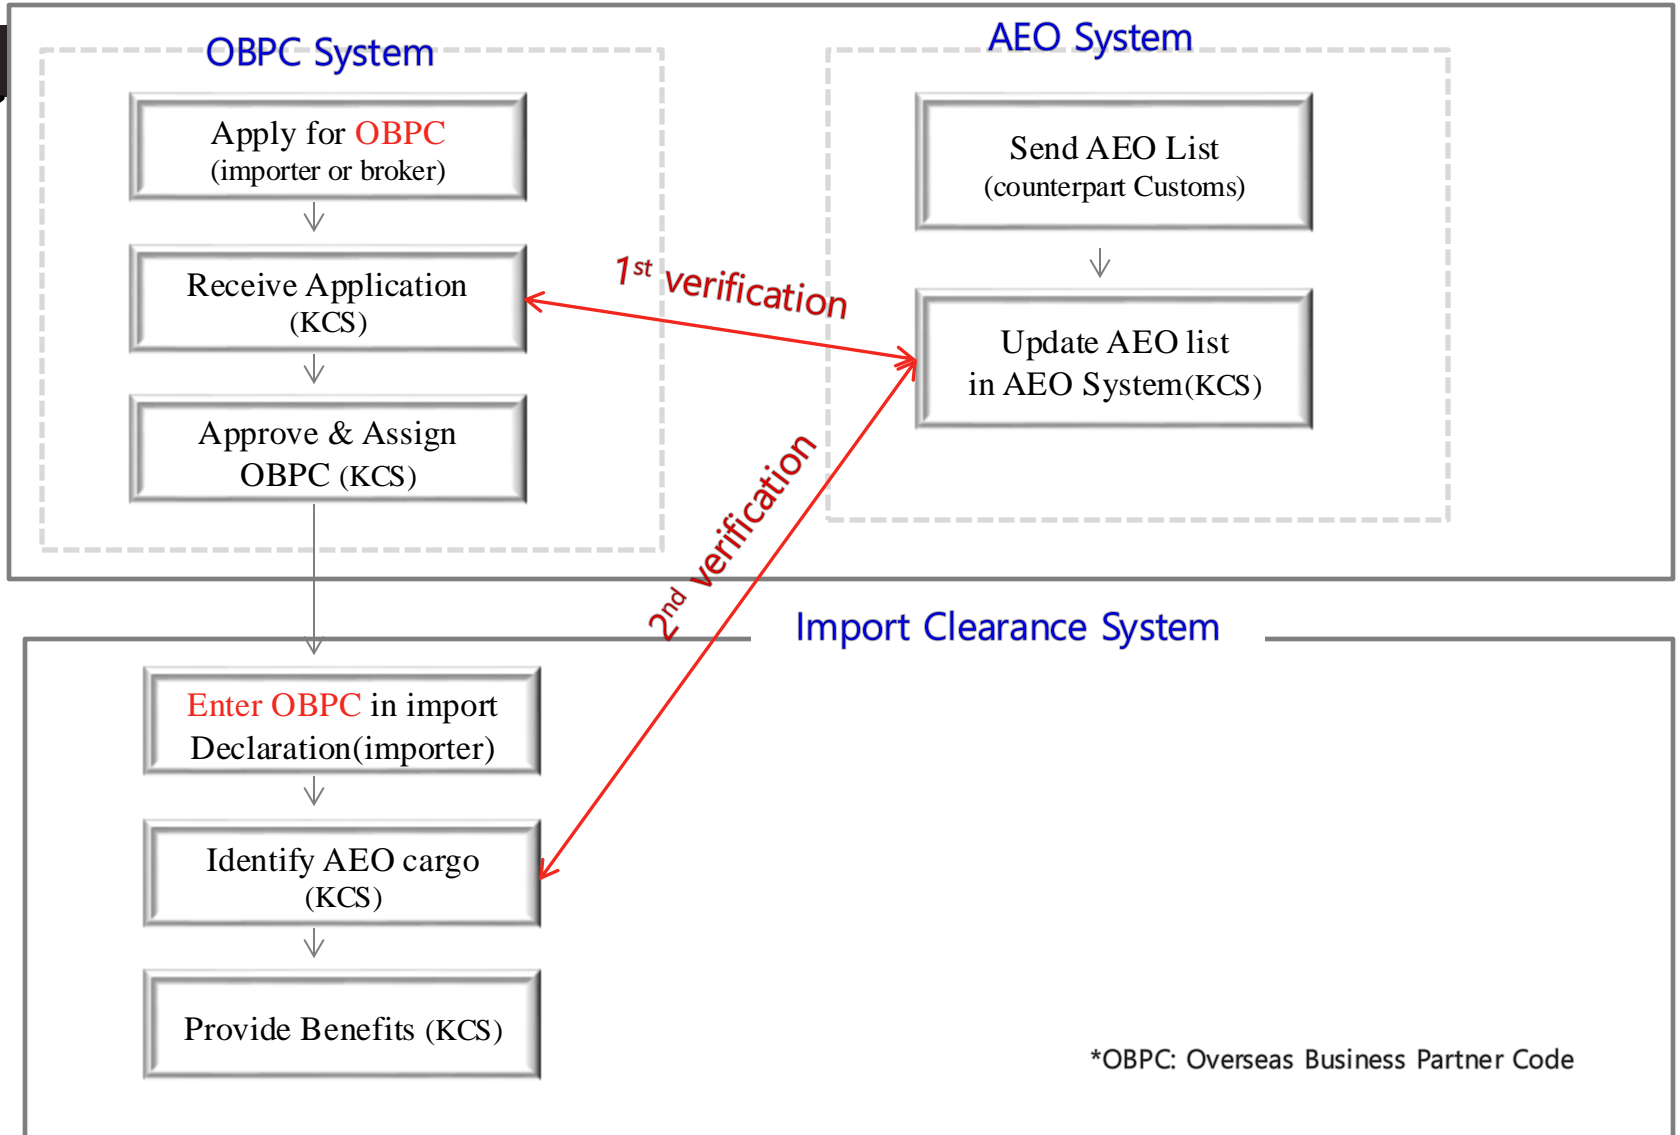 OBPC System
Apply for OBPC
(importer or broker)
Receive Application
(KCS)
Approve & Assign
OBPC (KCS)
AEO System
Send AEO List
(counterpart Customs)
Update AEO list
in AEO System(KCS)
1st verification
2nd verification
Import Clearance System
Enter OBPC in import
Declaration(importer)
Identify AEO cargo
(KCS)
Provide Benefits (KCS)
*OBPC: Overseas Business Partner Code